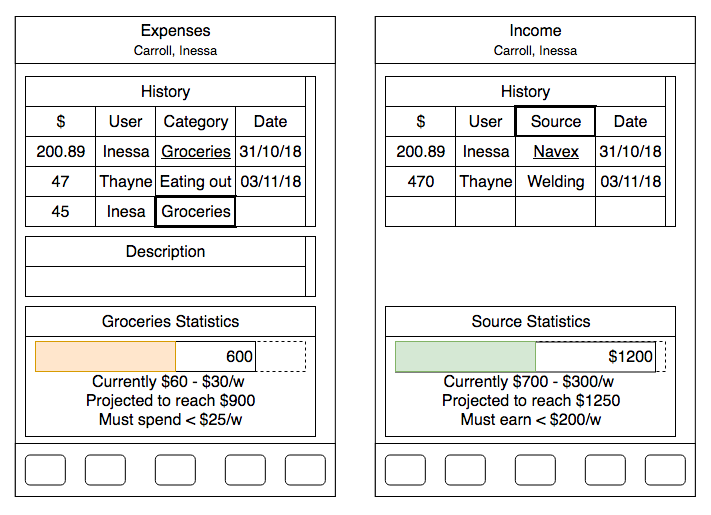 Expenses
Carroll, Inessa
History
$ User Category Date
200.89 Inessa Groceries 31/10/18
47 Thayne Eating out 03/11/18
45 Inesa Groceries
Description
Groceries Statistics
600
Currently $60 - $30/w
Projected to reach $900
Must spend < $25/w
Income
Carroll, Inessa
History
$ User Source Date
200.89 Inessa Navex 31/10/18
470 Thayne Welding 03/11/18
Source Statistics
$1200
Currently $700 - $300/w
Projected to reach $1250
Must earn < $200/w